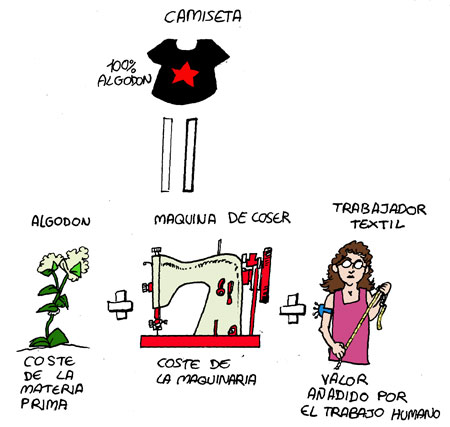 CAMISETA
100%
ALGODON
ALGODON
MAQUINA DE COSER
TRABAJADOR
TEXTIL
COSTE
DE LA
MATERIA
PRIMA
COSTE DE
LA MAQUINARIA
VALOR
AÑADIDO POR
EL TRABAJO HUMANO